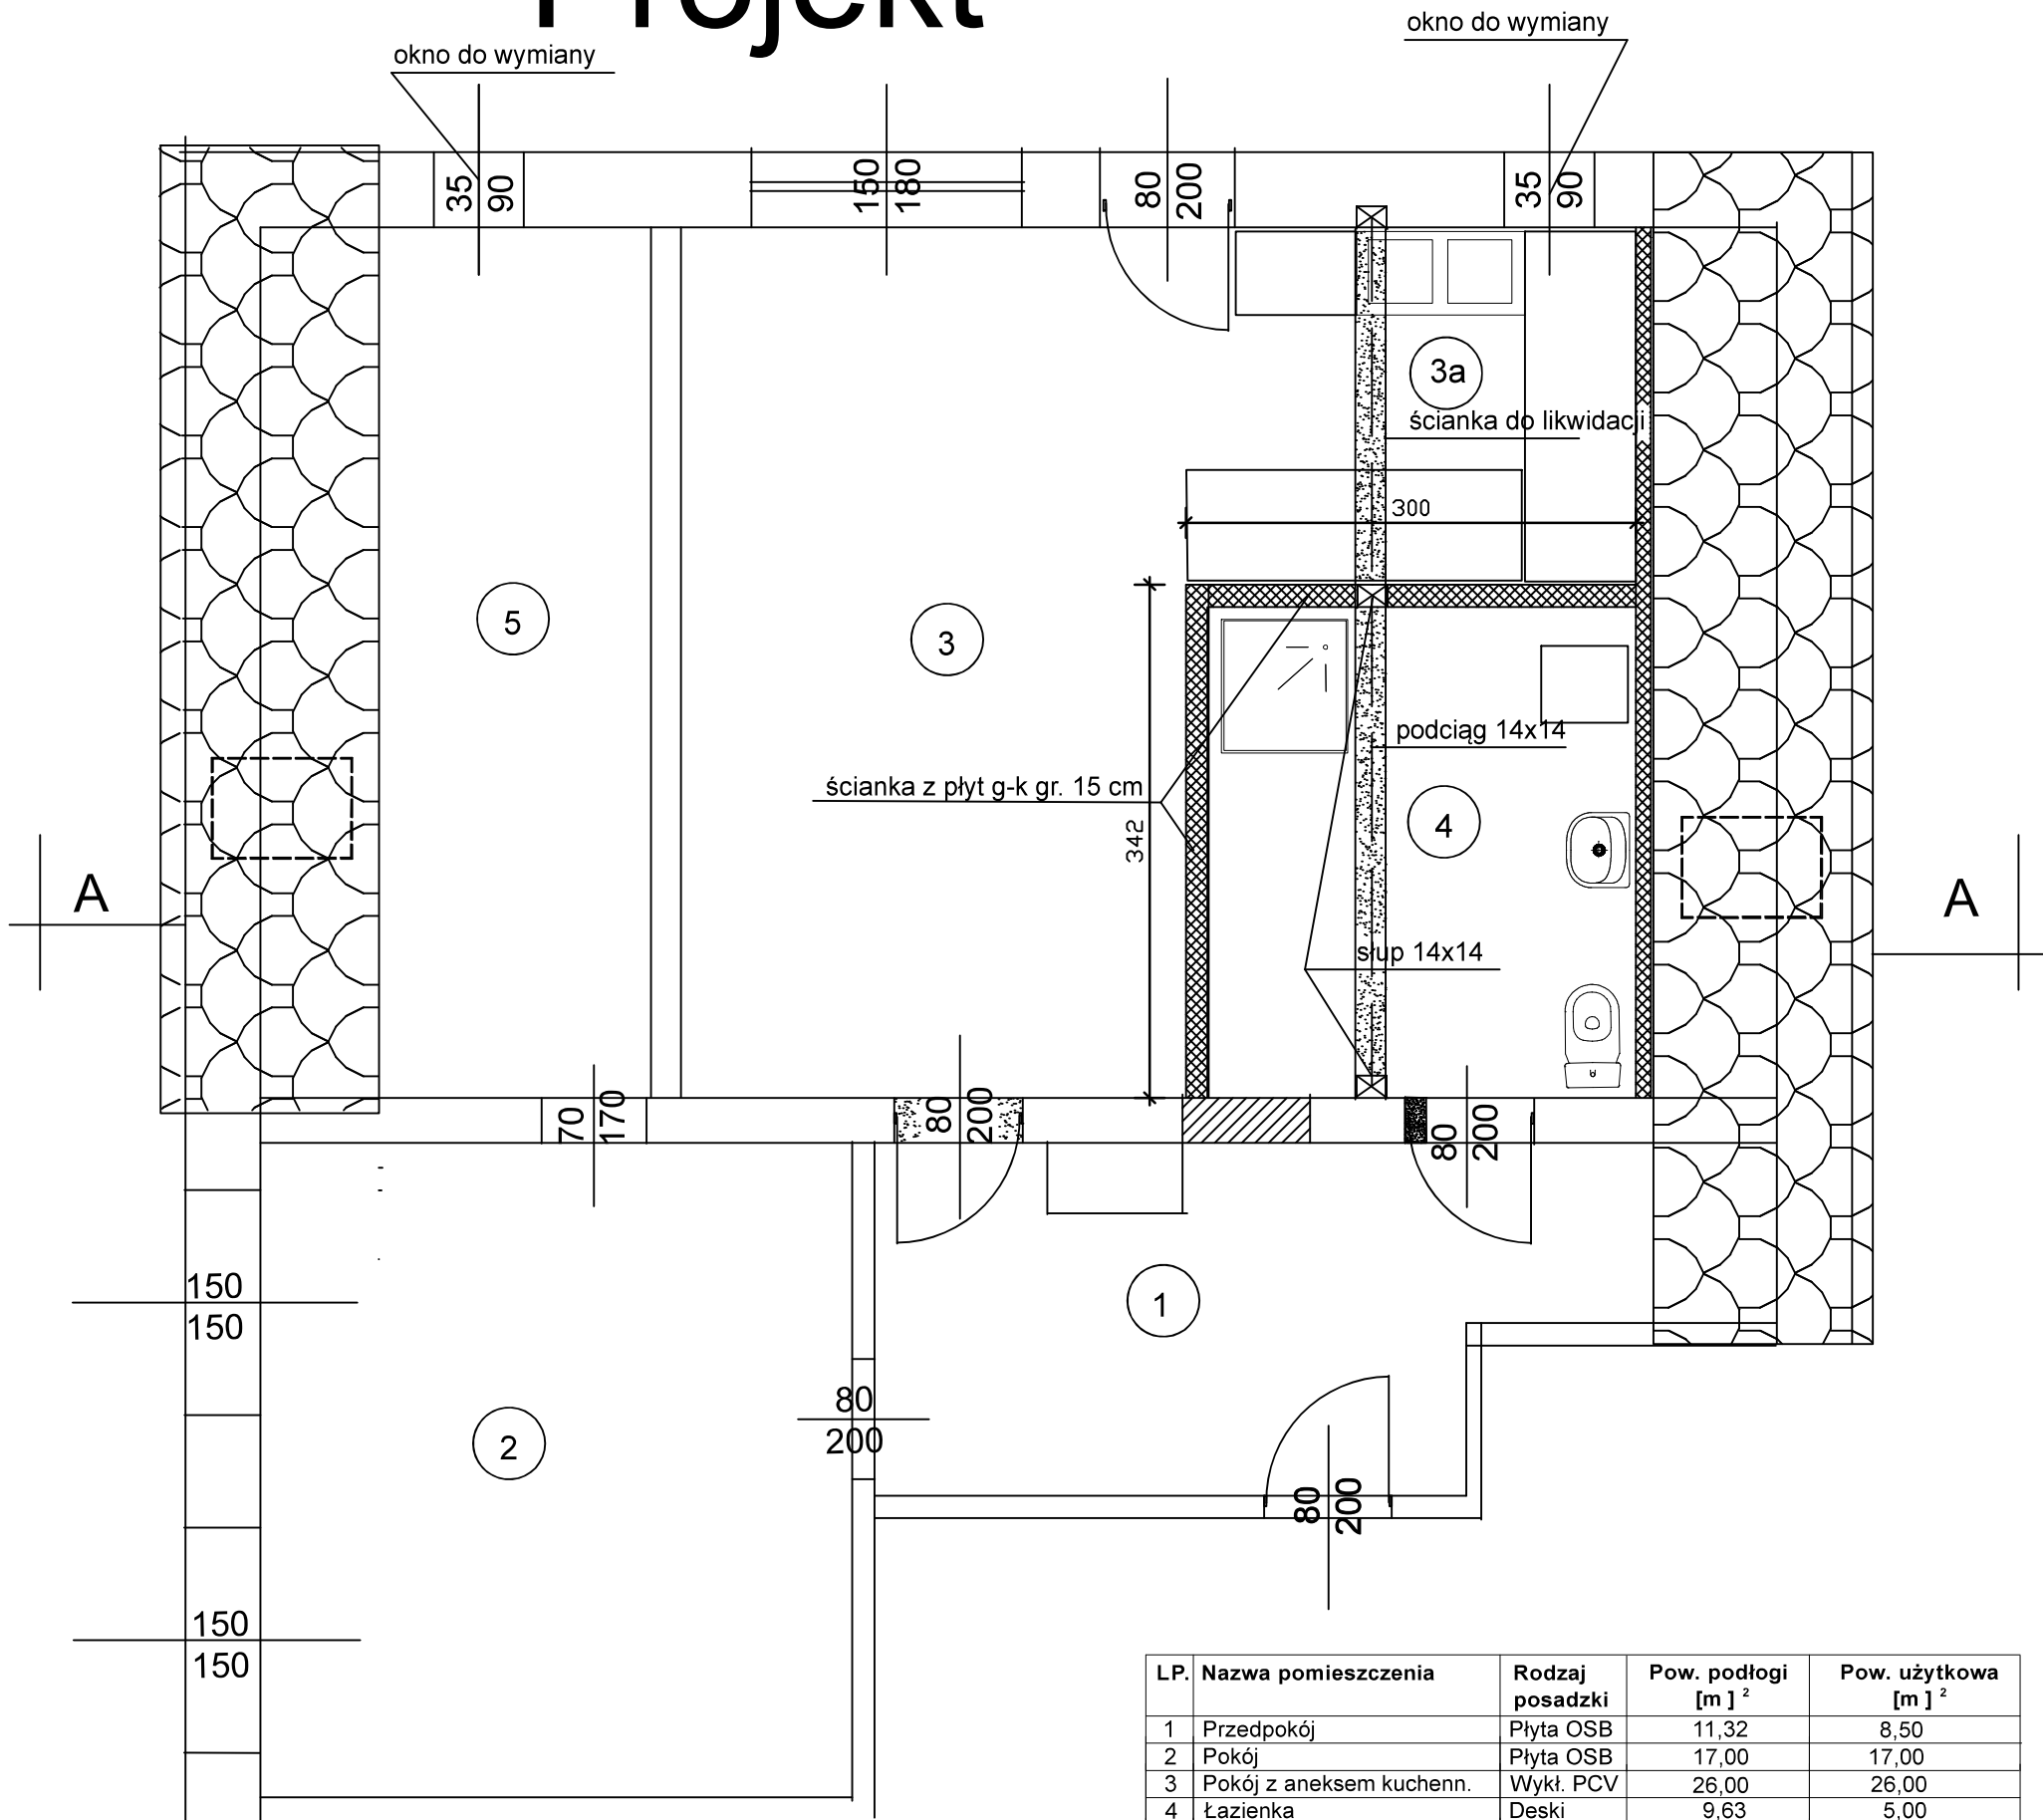 Projekt
okno do wymiany
okno do wymiany
35
90
150
180
80
200
35
90
3a
ścianka do likwidacji
300
5
3
podciąg 14x14
ścianka z płyt g-k gr. 15 cm
342
4
A
A
słup 14x14
70
170
80
200
80
200
150
150
1
80
200
2
80
200
150
150
LP. Nazwa pomieszczenia Rodzaj posadzki Pow. podłogi [m ] 2 Pow. użytkowa [m ] 2
1 Przedpokój Płyta OSB 11,32 8,50
2 Pokój Płyta OSB 17,00 17,00
3 Pokój z aneksem kuchenn. Wykł. PCV 26,00 26,00
4 Łazienka Deski 9,63 5,00